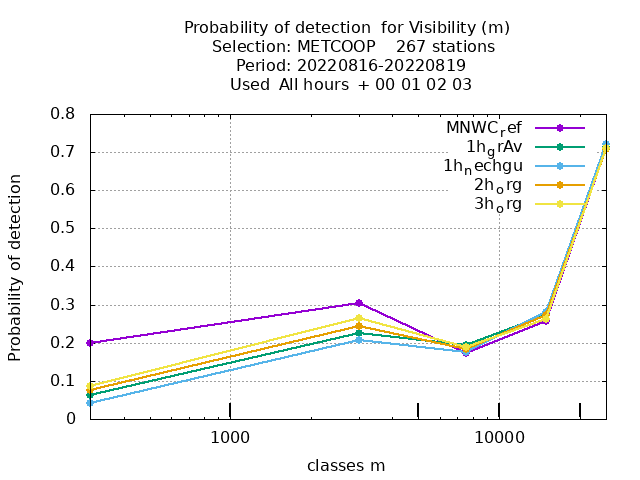 Probability of detection for Visibility (m)
Selection: METCOOP 267 stations
Period: 20220816-20220819
Used All hours + 00 01 02 03
Probability of detection
0.8
0.7
0.6
0.5
0.4
0.3
0.2
0.1
0
MNWC_ref
1h_grAv
1h_nechgu
2h_org
3h_org
1000
10000
classes m